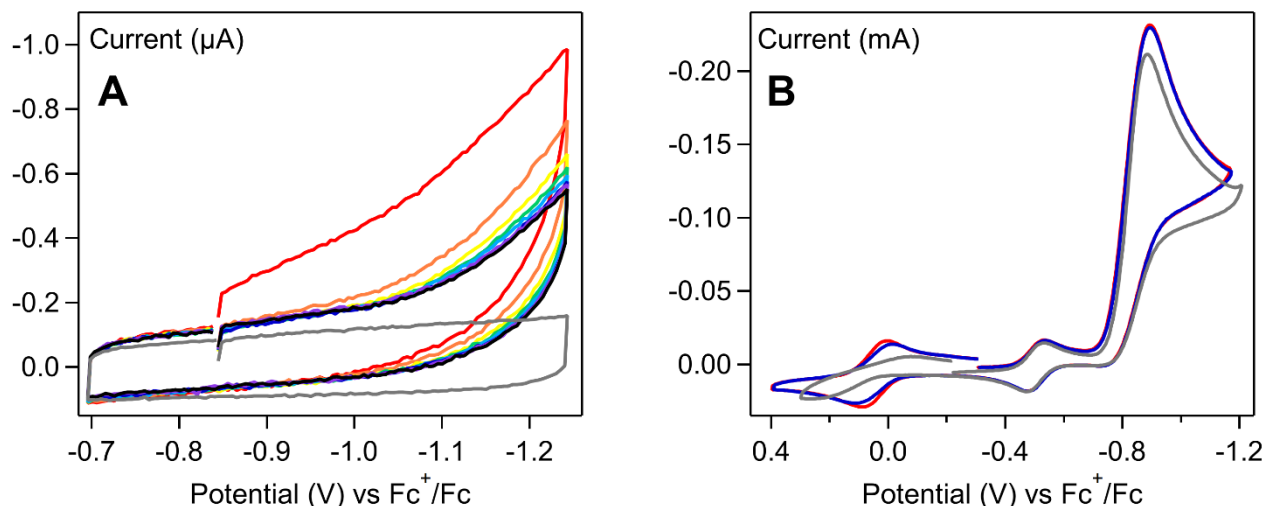 Current (µA)
A
-1.0
-0.8
-0.6
-0.4
-0.2
0.0
-0.7 -0.8 -0.9 -1.0 -1.1 -1.2
Potential (V) vs Fc⁺/Fc
Current (mA)
B
-0.20
-0.15
-0.10
-0.05
0.00
0.4 0.0 -0.4 -0.8 -1.2
Potential (V) vs Fc⁺/Fc